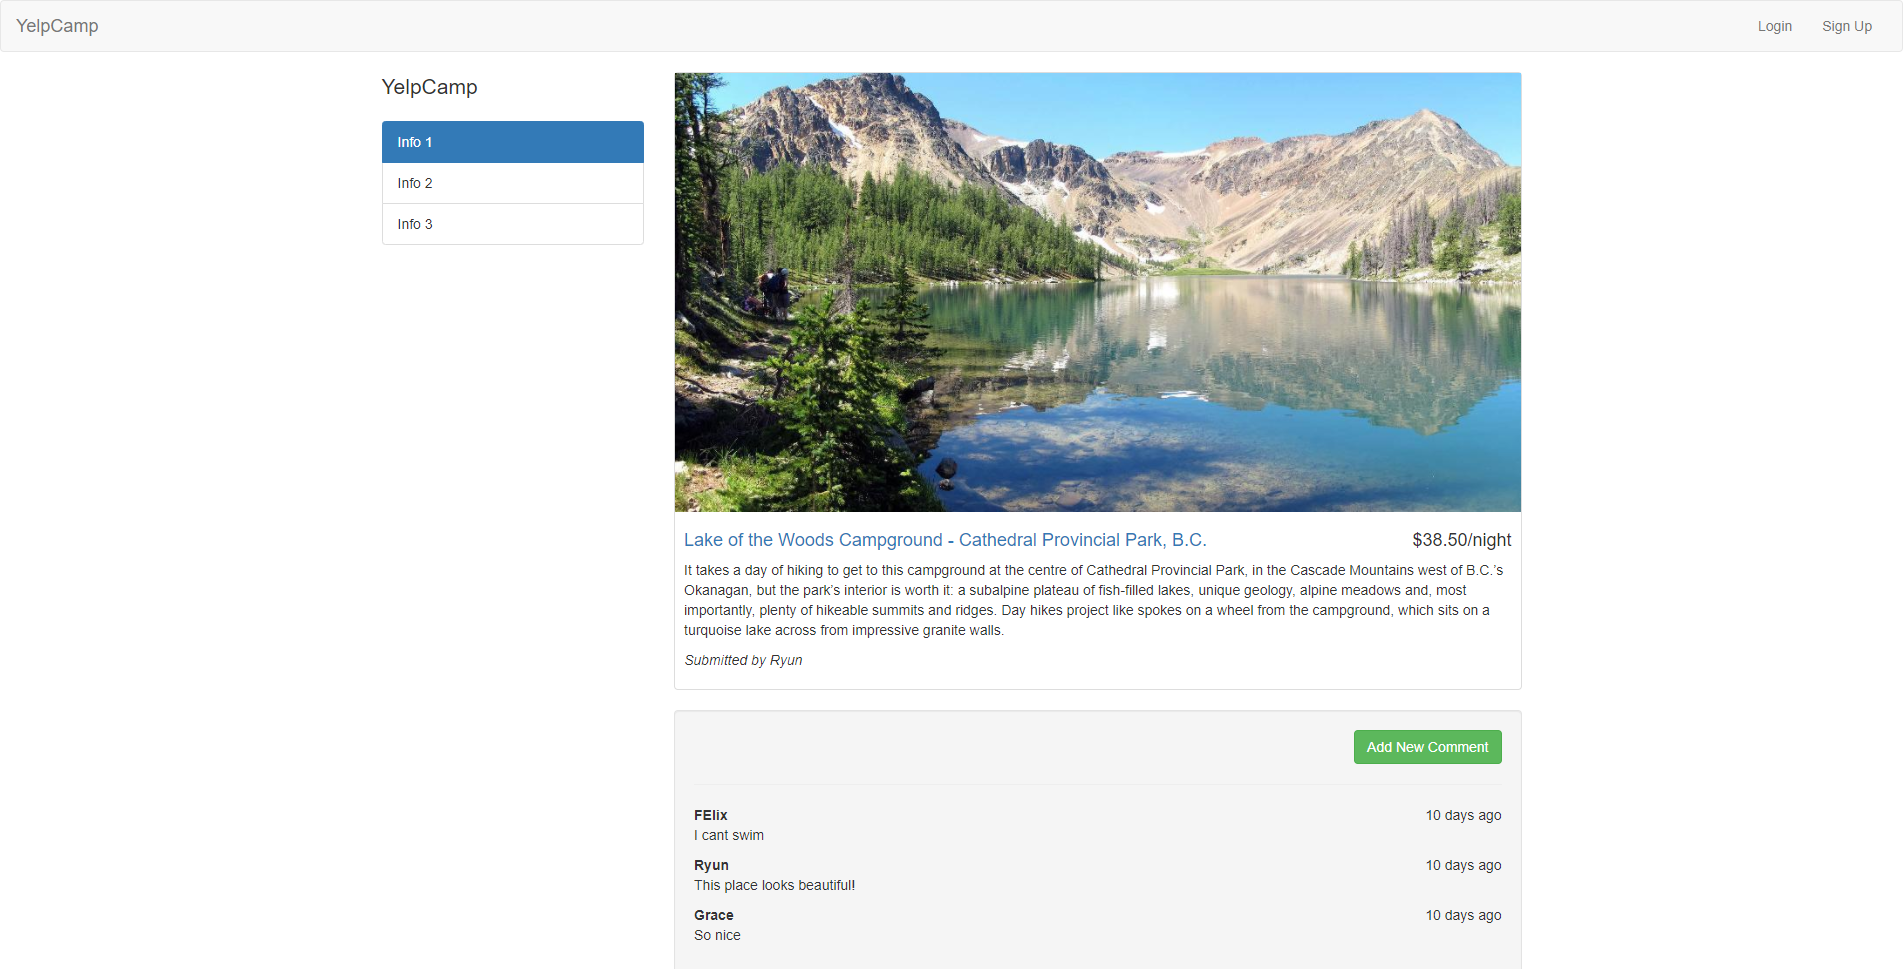 YelpCamp
Login
Sign Up
YelpCamp
Info 1
Info 2
Info 3
Lake of the Woods Campground - Cathedral Provincial Park, B.C.
$38.50/night
It takes a day of hiking to get to this campground at the centre of Cathedral Provincial Park, in the Cascade Mountains west of B.C.’s
Okanagan, but the park’s interior is worth it: a subalpine plateau of fish-filled lakes, unique geology, alpine meadows and, most
importantly, plenty of hikeable summits and ridges. Day hikes project like spokes on a wheel from the campground, which sits on a
turquoise lake across from impressive granite walls.
Submitted by Ryun
Add New Comment
FElix
10 days ago
I cant swim
Ryun
10 days ago
This place looks beautiful!
Grace
10 days ago
So nice